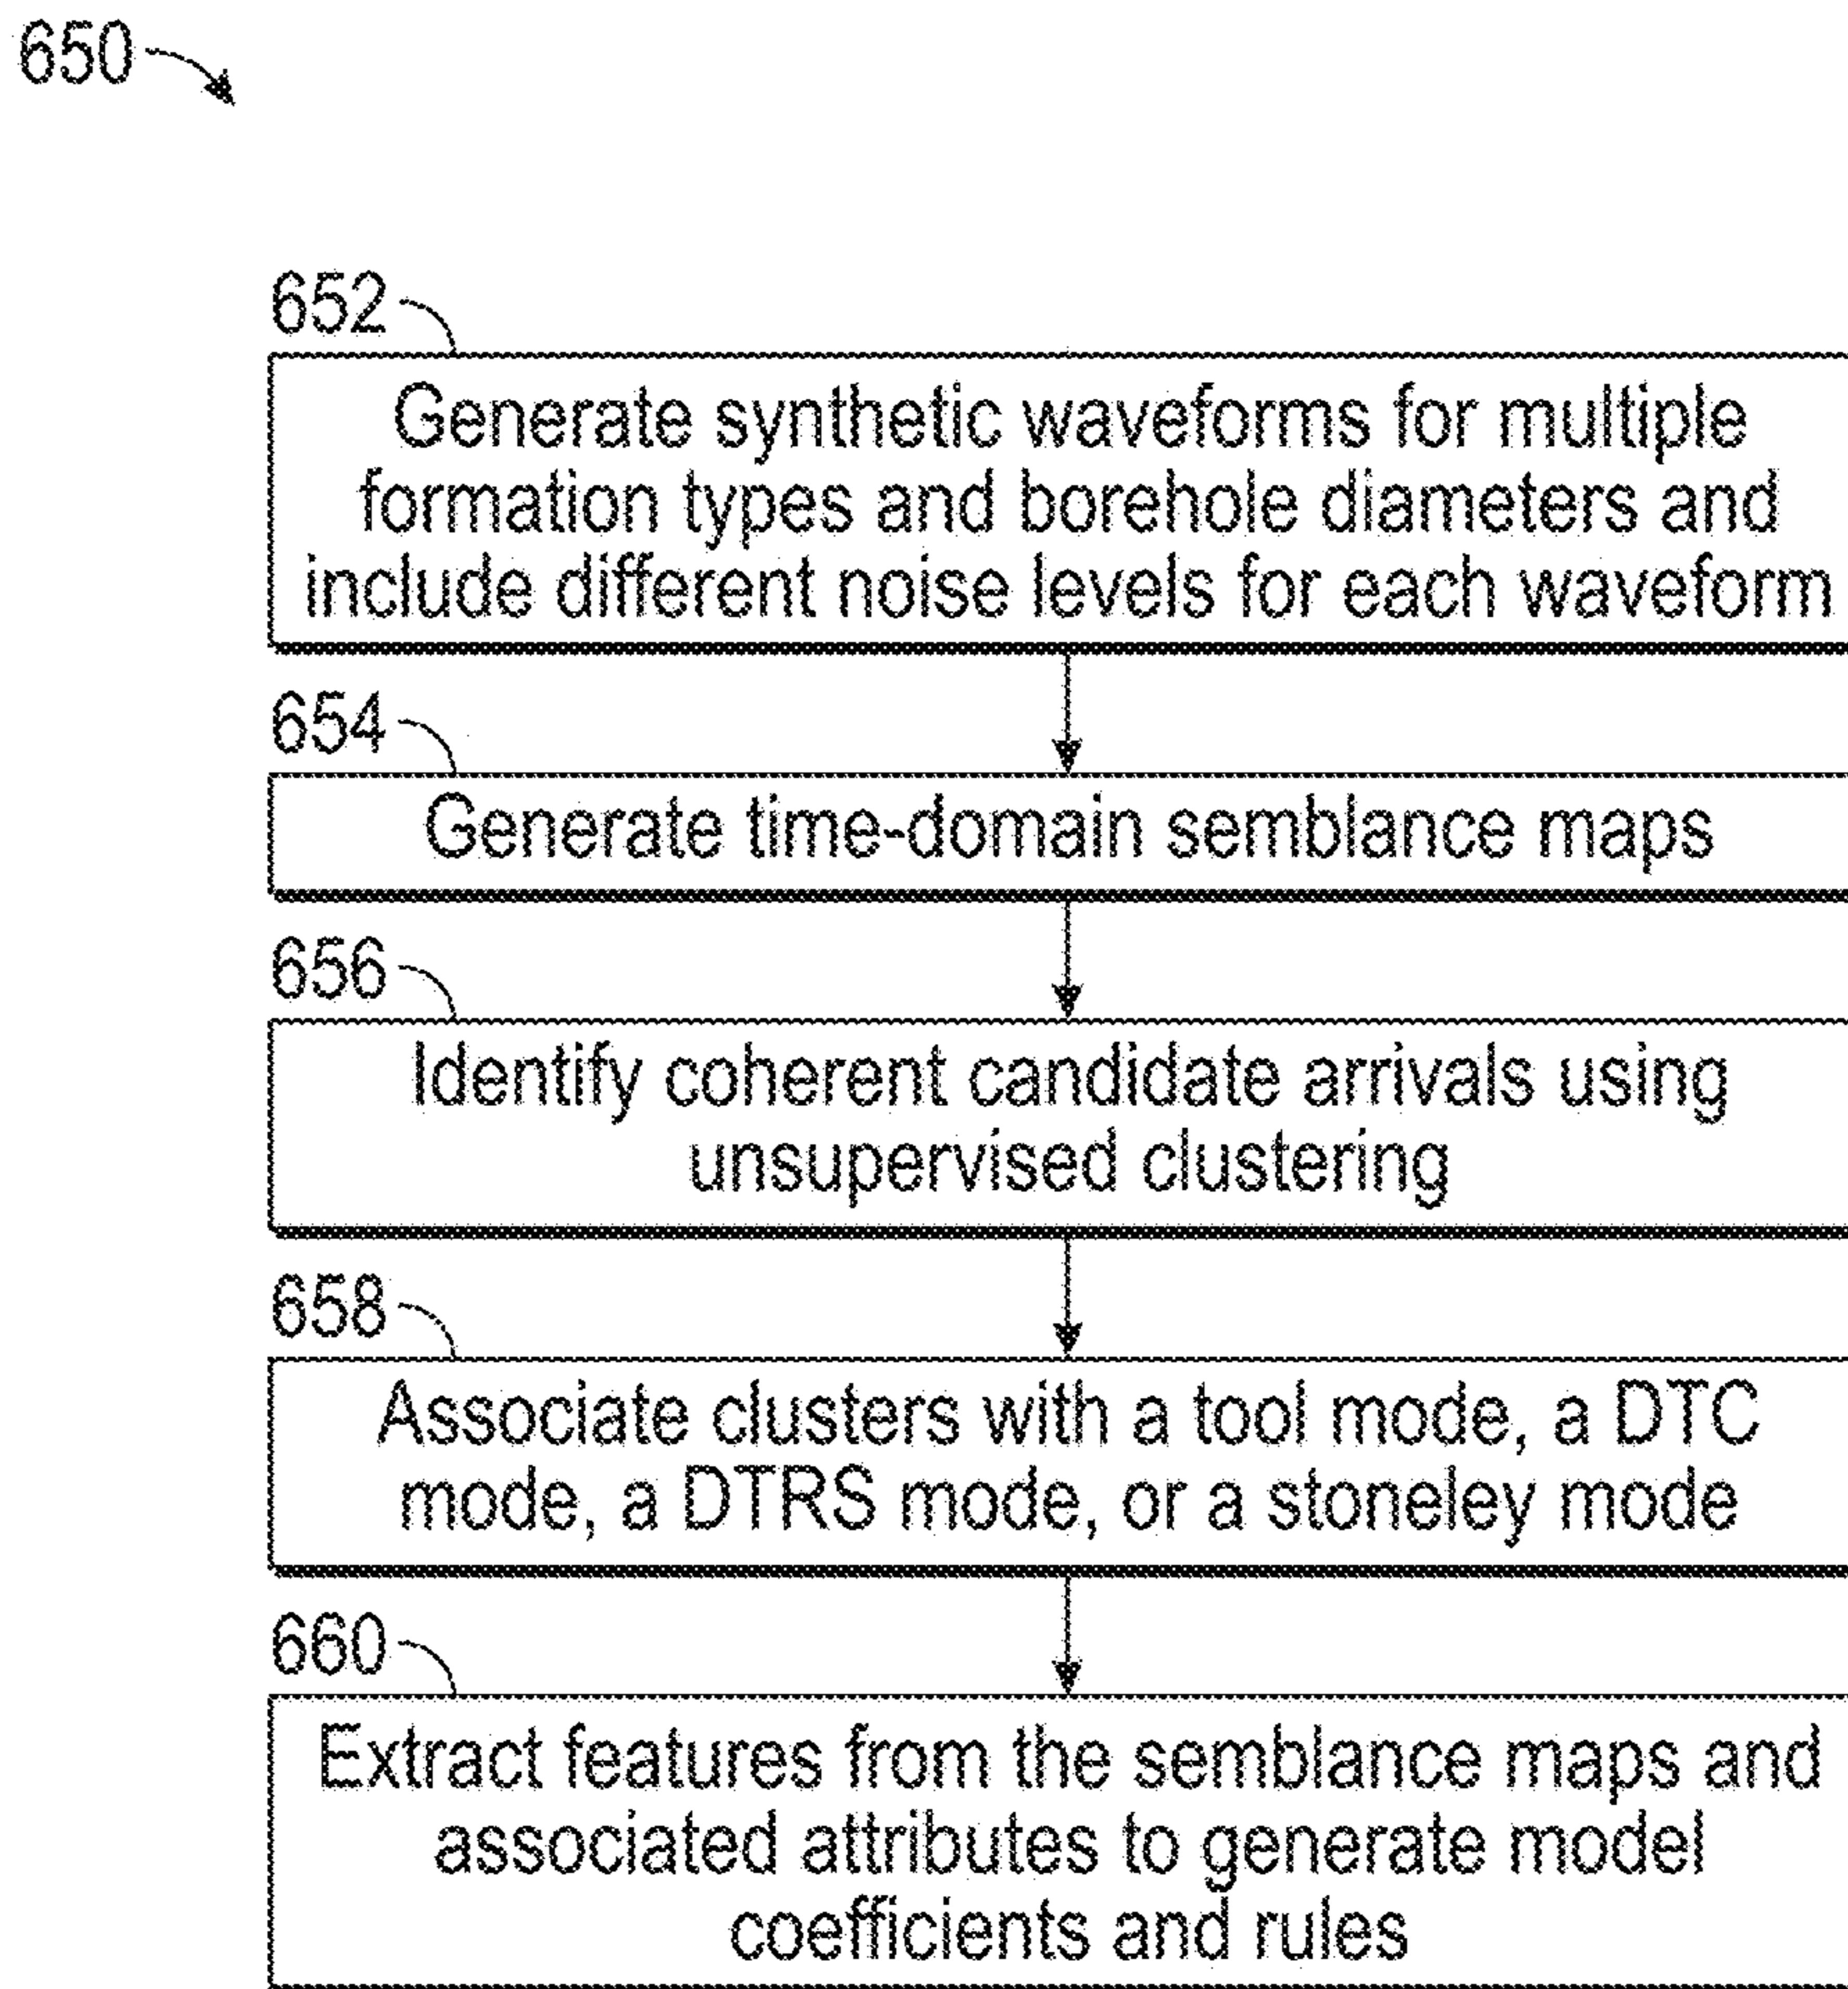 650
652
Generate synthetic waveforms for multiple
formation types and borehole diameters and
include different noise levels for each waveform
654
Generate time-domain semblance maps
656
Identify coherent candidate arrivals using
unsupervised clustering
658
Associate clusters with a tool mode, a DTC
mode, a DTRS mode, or a stoneley mode
660
Extract features from the semblance maps and
associated attributes to generate model
coefficients and rules